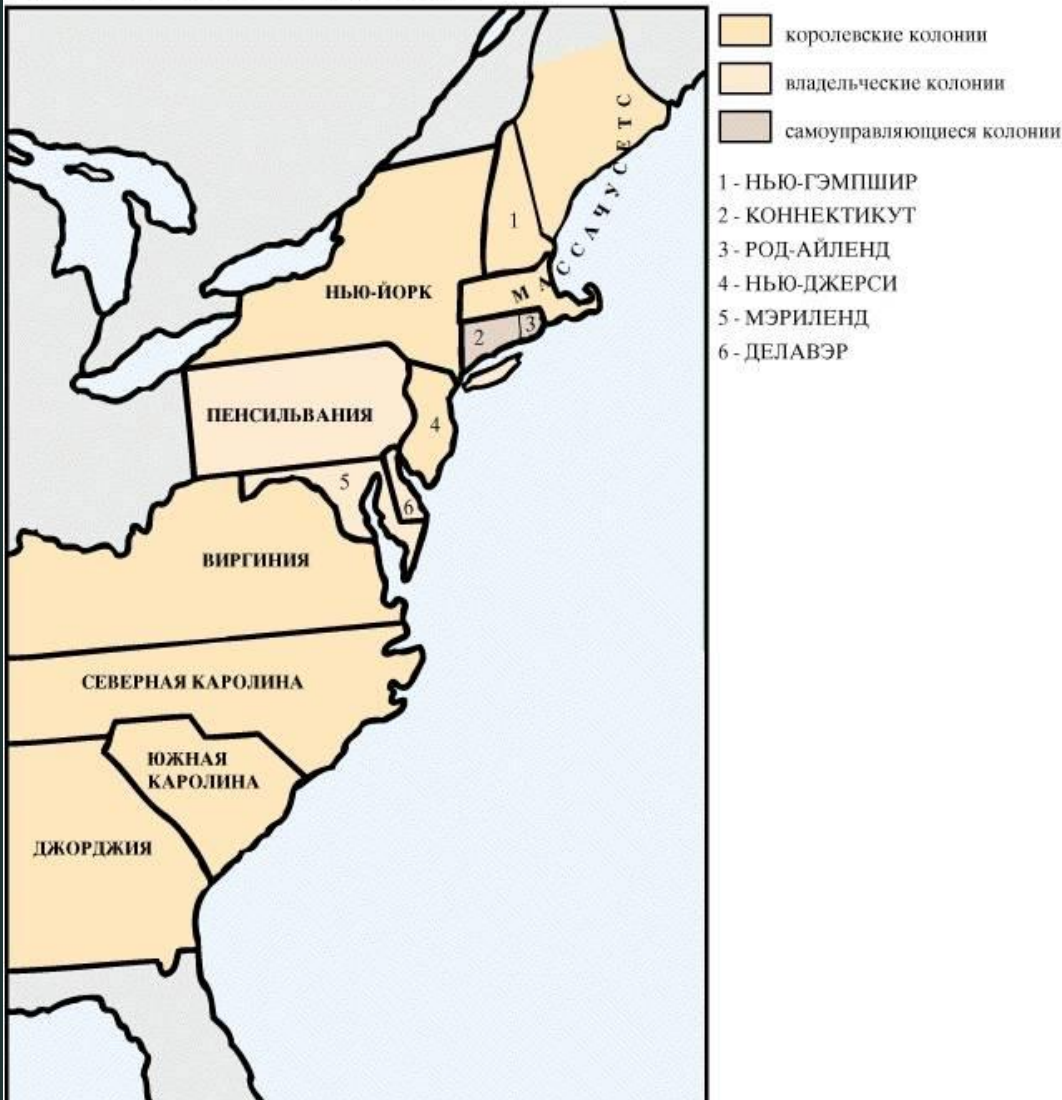 королевские колонии
владельческие колонии
самоуправляющиеся колонии
1 - НЬЮ-ГЭМПШИР
2 - КОННЕКТИКУТ
3 - РОД-АЙЛЕНД
4 - НЬЮ-ДЖЕРСИ
5 - МЭРИЛЕНД
6 - ДЕЛАВЭР
МАССАЧУСЕТС
1
НЬЮ-ЙОРК
2
3
ПЕНСИЛЬВАНИЯ
4
5
6
ВИРГИНИЯ
СЕВЕРНАЯ КАРОЛИНА
ЮЖНАЯ
КАРОЛИНА
ДЖОРДЖИЯ